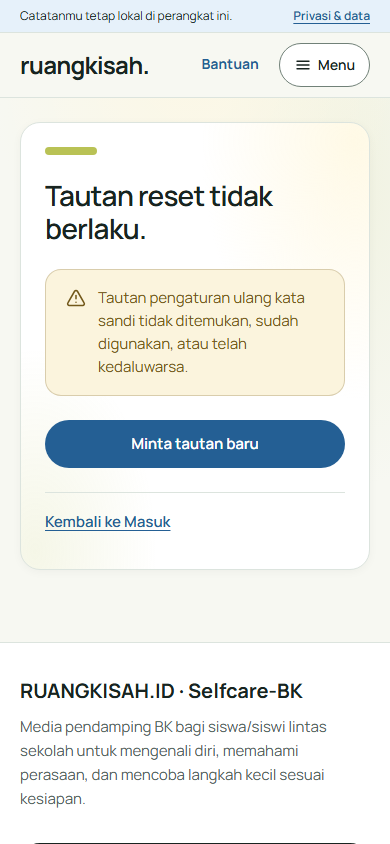 Catatanmu tetap lokal di perangkat ini.
Privasi & data
ruangkisah.
Bantuan
Menu
Tautan reset tidak
berlaku.
Tautan pengaturan ulang kata
sandi tidak ditemukan, sudah
digunakan, atau telah
kedaluwarsa.
Minta tautan baru
Kembali ke Masuk
RUANGKISAH.ID · Selfcare-BK
Media pendamping BK bagi siswa/siswi lintas
sekolah untuk mengenali diri, memahami
perasaan, dan mencoba langkah kecil sesuai
kesiapan.